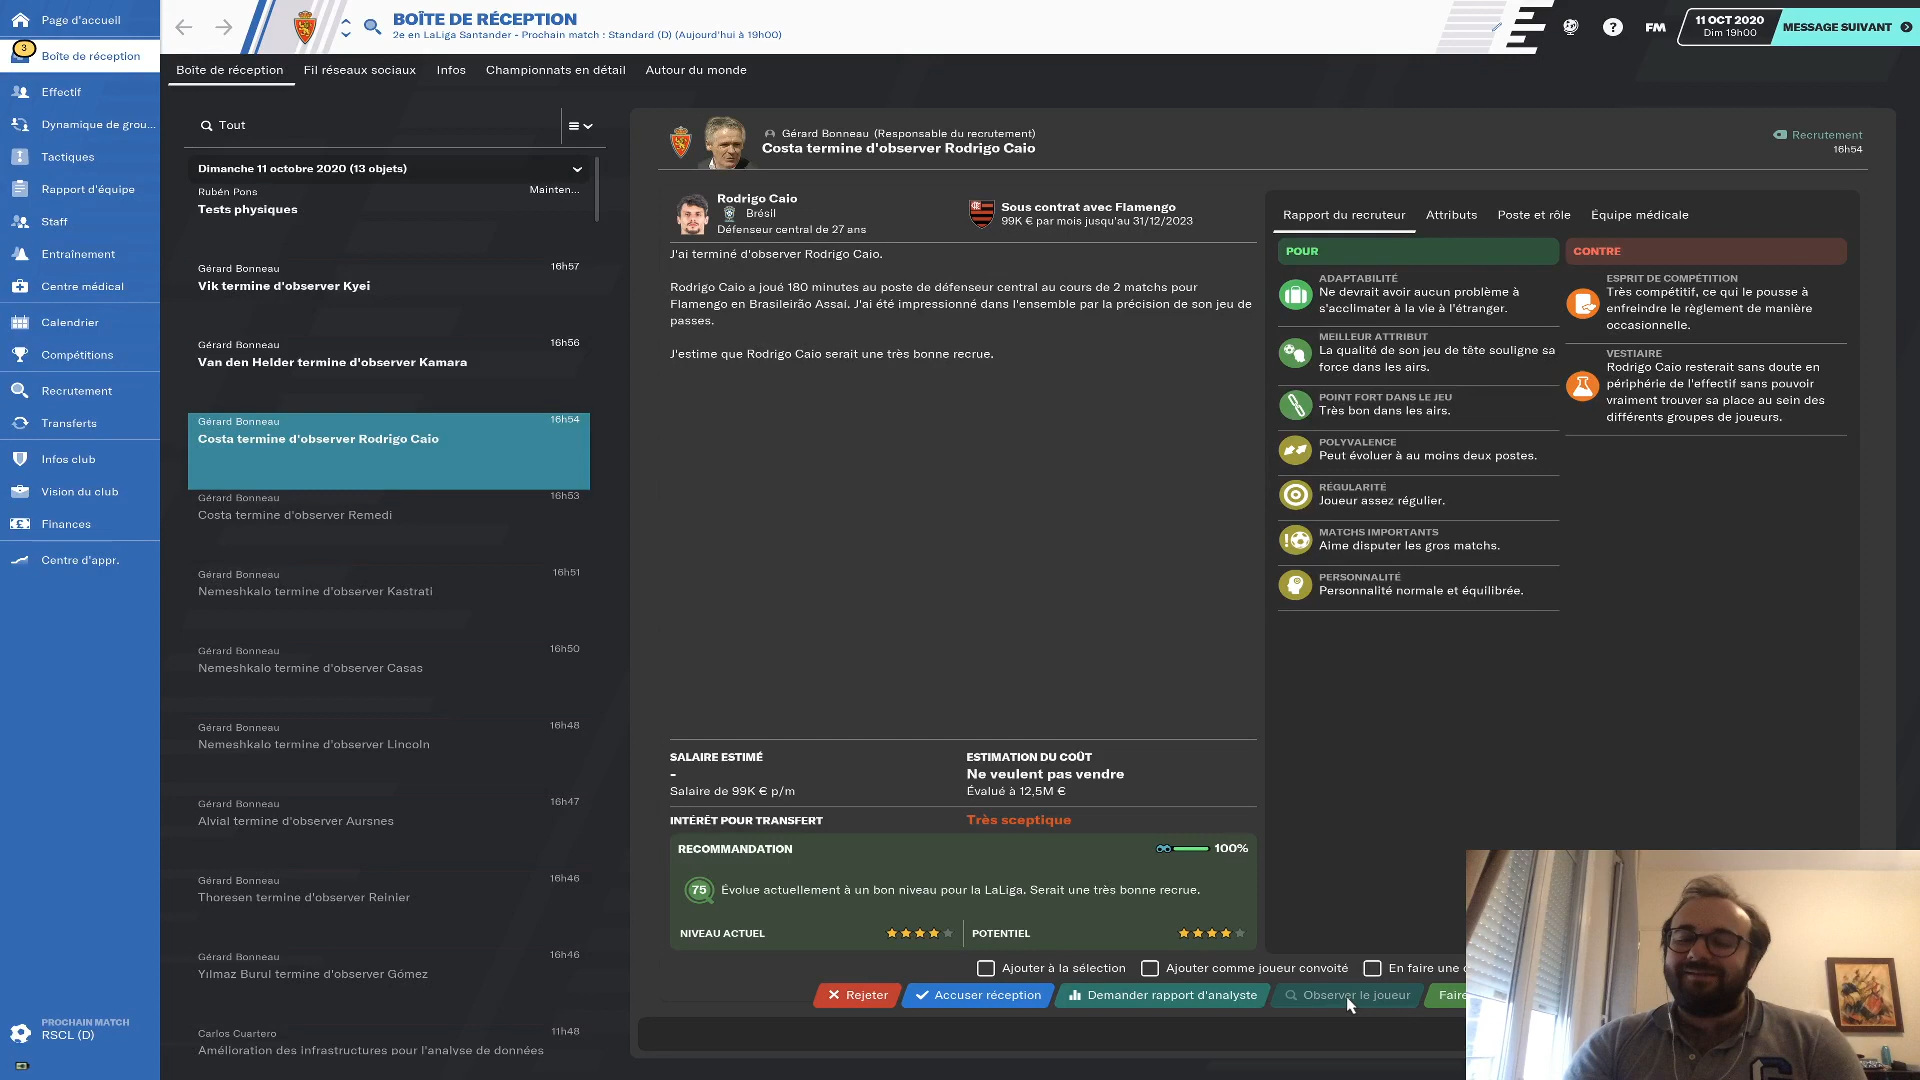 Page d'accueil
3
Boîte de réception
Effectif
Dynamique de grou...
Tactiques
Rapport d'équipe
Staff
Entraînement
Centre médical
Calendrier
Compétitions
Recrutement
Transferts
Infos club
Vision du club
Finances
Centre d'appr.
PROCHAIN MATCH
RSCL (D)
BOÎTE DE RÉCEPTION
2e en LaLiga Santander - Prochain match : Standard (D) (Aujourd'hui à 19h00)
FM
11 OCT 2020
Dim 19h00
MESSAGE SUIVANT
Boîte de réception Fil réseaux sociaux Infos Championnats en détail Autour du monde
Tout
Dimanche 11 octobre 2020 (13 objets)
Rubén Pons Mainten...
Tests physiques
Gérard Bonneau 16h57
Vik termine d'observer Kyei
Gérard Bonneau 16h56
Van den Helder termine d'observer Kamara
Gérard Bonneau 16h54
Costa termine d'observer Rodrigo Caio
Gérard Bonneau 16h53
Costa termine d'observer Remedi
Gérard Bonneau 16h51
Nemeshkalo termine d'observer Kastrati
Gérard Bonneau 16h50
Nemeshkalo termine d'observer Casas
Gérard Bonneau 16h48
Nemeshkalo termine d'observer Lincoln
Gérard Bonneau 16h47
Alvial termine d'observer Aursnes
Gérard Bonneau 16h46
Thoresen termine d'observer Reinier
Gérard Bonneau 16h46
Yılmaz Burul termine d'observer Gómez
Carlos Cuartero 11h48
Amélioration des infrastructures pour l'analyse de données
Gérard Bonneau (Responsable du recrutement)
Costa termine d'observer Rodrigo Caio
Recrutement
16h54
Rodrigo Caio
Brésil
Défenseur central de 27 ans
Sous contrat avec Flamengo
99K € par mois jusqu'au 31/12/2023
J'ai terminé d'observer Rodrigo Caio.
Rodrigo Caio a joué 180 minutes au poste de défenseur central au cours de 2 matchs pour
Flamengo en Brasileirão Assaí. J'ai été impressionné dans l'ensemble par la précision de son jeu de
passes.
J'estime que Rodrigo Caio serait une très bonne recrue.
SALAIRE ESTIMÉ
-
Salaire de 99K € p/m
ESTIMATION DU COÛT
Ne veulent pas vendre
Évalué à 12,5M €
INTÉRÊT POUR TRANSFERT Très sceptique
RECOMMANDATION 100%
75 Évolue actuellement à un bon niveau pour la LaLiga. Serait une très bonne recrue.
NIVEAU ACTUEL
POTENTIEL
Rapport du recruteur Attributs Poste et rôle Équipe médicale
POUR
ADAPTABILITÉ
Ne devrait avoir aucun problème à
s'acclimater à la vie à l'étranger.
MEILLEUR ATTRIBUT
La qualité de son jeu de tête souligne sa
force dans les airs.
POINT FORT DANS LE JEU
Très bon dans les airs.
POLYVALENCE
Peut évoluer à au moins deux postes.
RÉGULARITÉ
Joueur assez régulier.
MATCHS IMPORTANTS
Aime disputer les gros matchs.
PERSONNALITÉ
Personnalité normale et équilibrée.
CONTRE
ESPRIT DE COMPÉTITION
Très compétitif, ce qui le pousse à
enfreindre le règlement de manière
occasionnelle.
VESTIAIRE
Rodrigo Caio resterait sans doute en
périphérie de l'effectif sans pouvoir
vraiment trouver sa place au sein des
différents groupes de joueurs.
Ajouter à la sélection Ajouter comme joueur convoité En faire une
Rejeter Accuser réception Demander rapport d'analyste Observer le joueur Faire